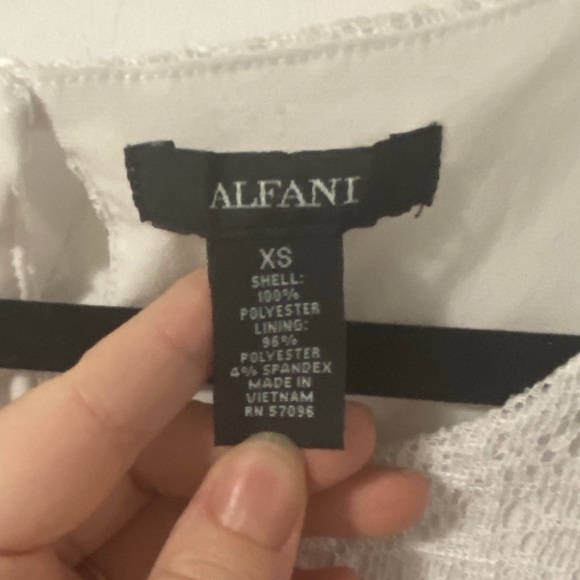 ALFANI
XS
SHELL:
100%
POLYESTER
LINING:
96%
POLYESTER
4% SPANDEX
MADE IN
VIETNAM
RN 57096